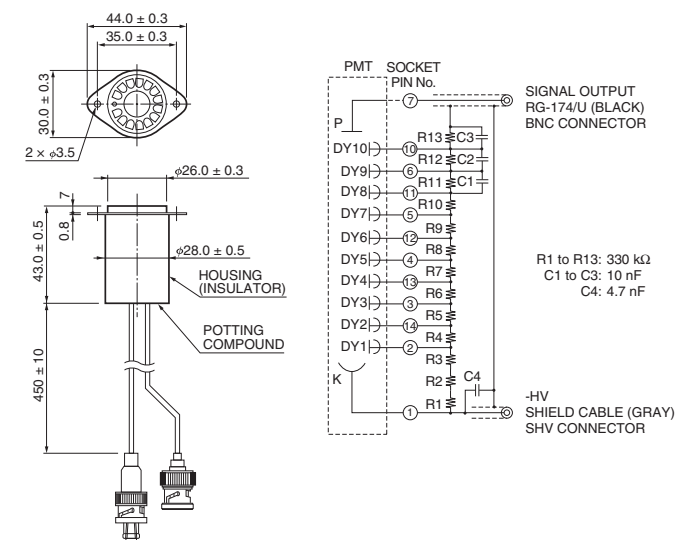 44.0 ± 0.3
35.0 ± 0.3
30.0 ± 0.3
2 × φ3.5
φ26.0 ± 0.3
7
0.8
43.0 ± 0.5
φ28.0 ± 0.5
HOUSING
(INSULATOR)
POTTING
COMPOUND
450 ± 10
PMT
SOCKET
PIN No.
P
7
SIGNAL OUTPUT
RG-174/U (BLACK)
BNC CONNECTOR
R13
C3
DY10
10
R12
C2
DY9
6
R11
C1
DY8
11
R10
DY7
5
R9
DY6
12
R8
DY5
4
R7
DY4
13
R6
DY3
3
R5
DY2
14
R4
DY1
2
R3
K
R2
C4
R1
1
R1 to R13: 330 kΩ
C1 to C3: 10 nF
C4: 4.7 nF
-HV
SHIELD CABLE (GRAY)
SHV CONNECTOR